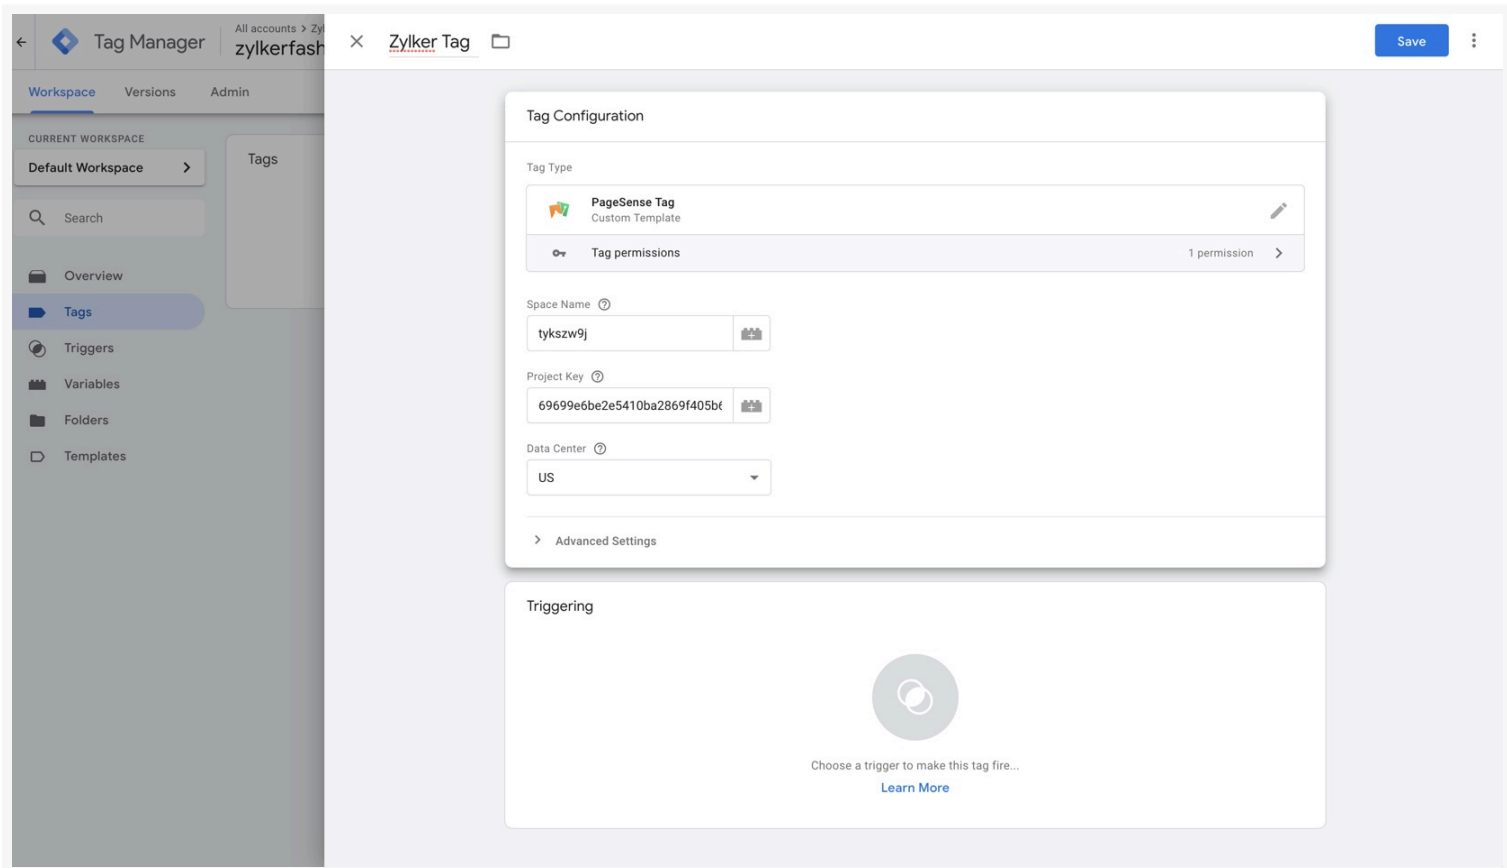 Tag Manager
All accounts > Zyl
zylkerfash
Zylker Tag
Save
Workspace Versions Admin
CURRENT WORKSPACE
Default Workspace
Search
Overview
Tags
Triggers
Variables
Folders
Templates
Tags
Tag Configuration
Tag Type
PageSense Tag
Custom Template
Tag permissions 1 permission
Space Name
tykszw9j
Project Key
69699e6be2e5410ba2869f405b6
Data Center
US
Advanced Settings
Triggering
Choose a trigger to make this tag fire...
Learn More